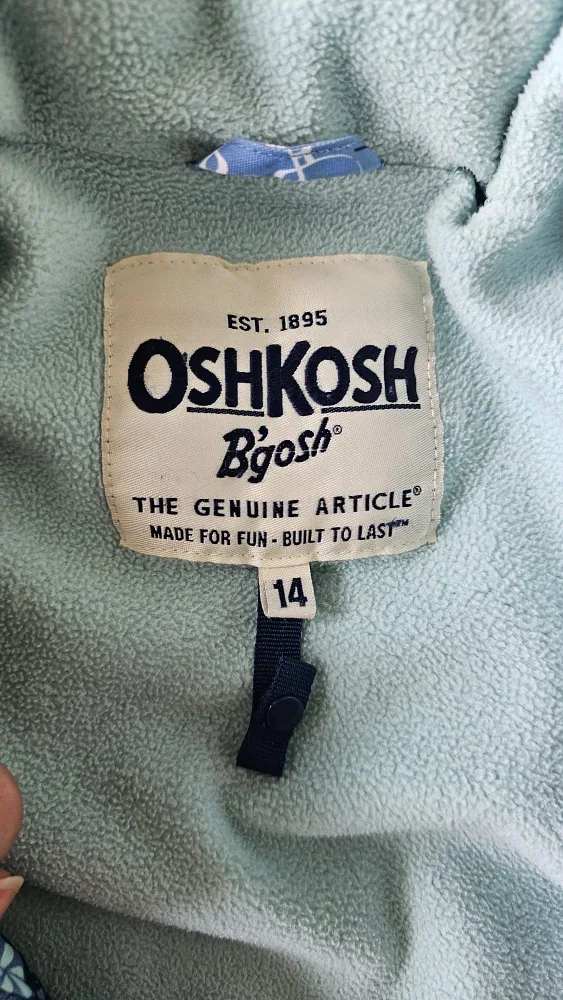 EST. 1895
OSHKOSH
B'gosh®
THE GENUINE ARTICLE®
MADE FOR FUN - BUILT TO LAST™
14